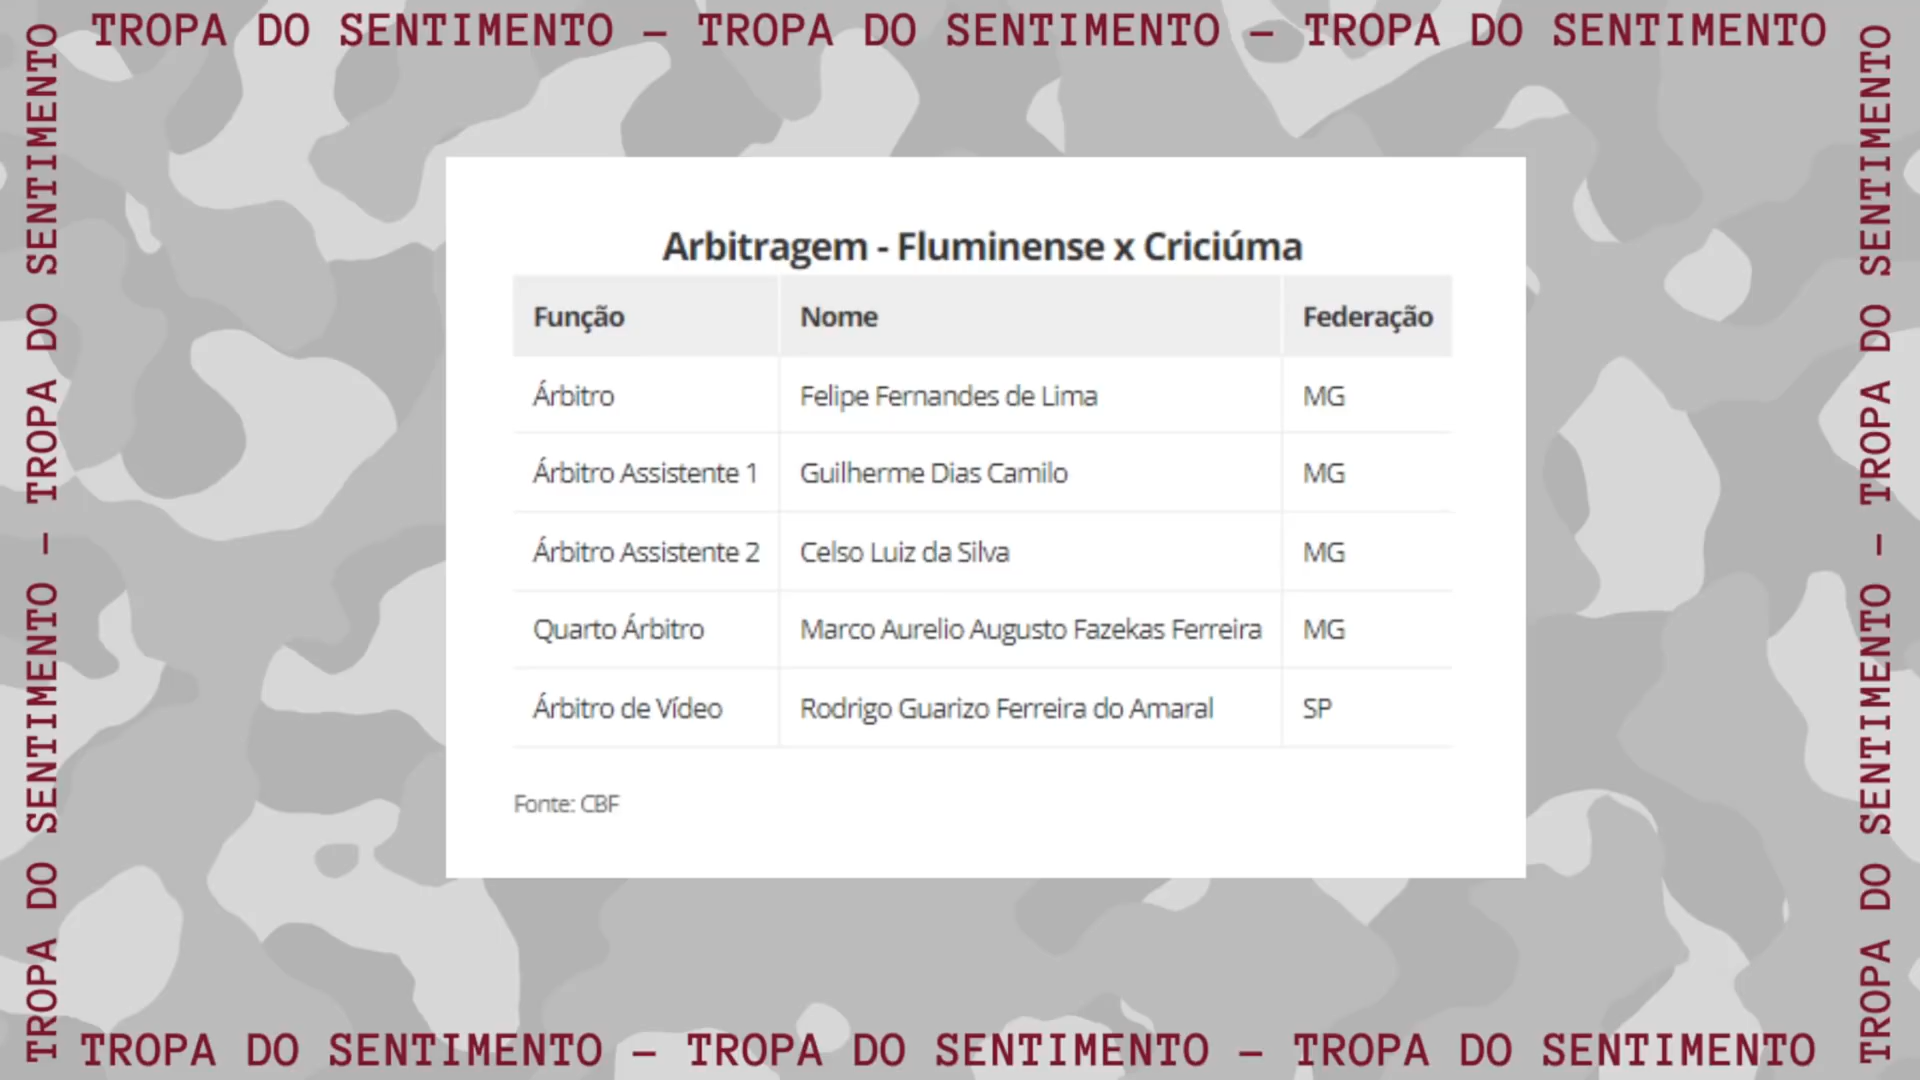 TROPA DO SENTIMENTO – TROPA DO SENTIMENTO – TROPA DO SENTIMENTO
TROPA DO SENTIMENTO – TROPA DO SENTIMENTO
Arbitragem - Fluminense x Criciúma
Função Nome Federação
Árbitro Felipe Fernandes de Lima MG
Árbitro Assistente 1 Guilherme Dias Camilo MG
Árbitro Assistente 2 Celso Luiz da Silva MG
Quarto Árbitro Marco Aurelio Augusto Fazekas Ferreira MG
Árbitro de Vídeo Rodrigo Guarizo Ferreira do Amaral SP
Fonte: CBF
TROPA DO SENTIMENTO – TROPA DO SENTIMENTO
TROPA DO SENTIMENTO – TROPA DO SENTIMENTO – TROPA DO SENTIMENTO